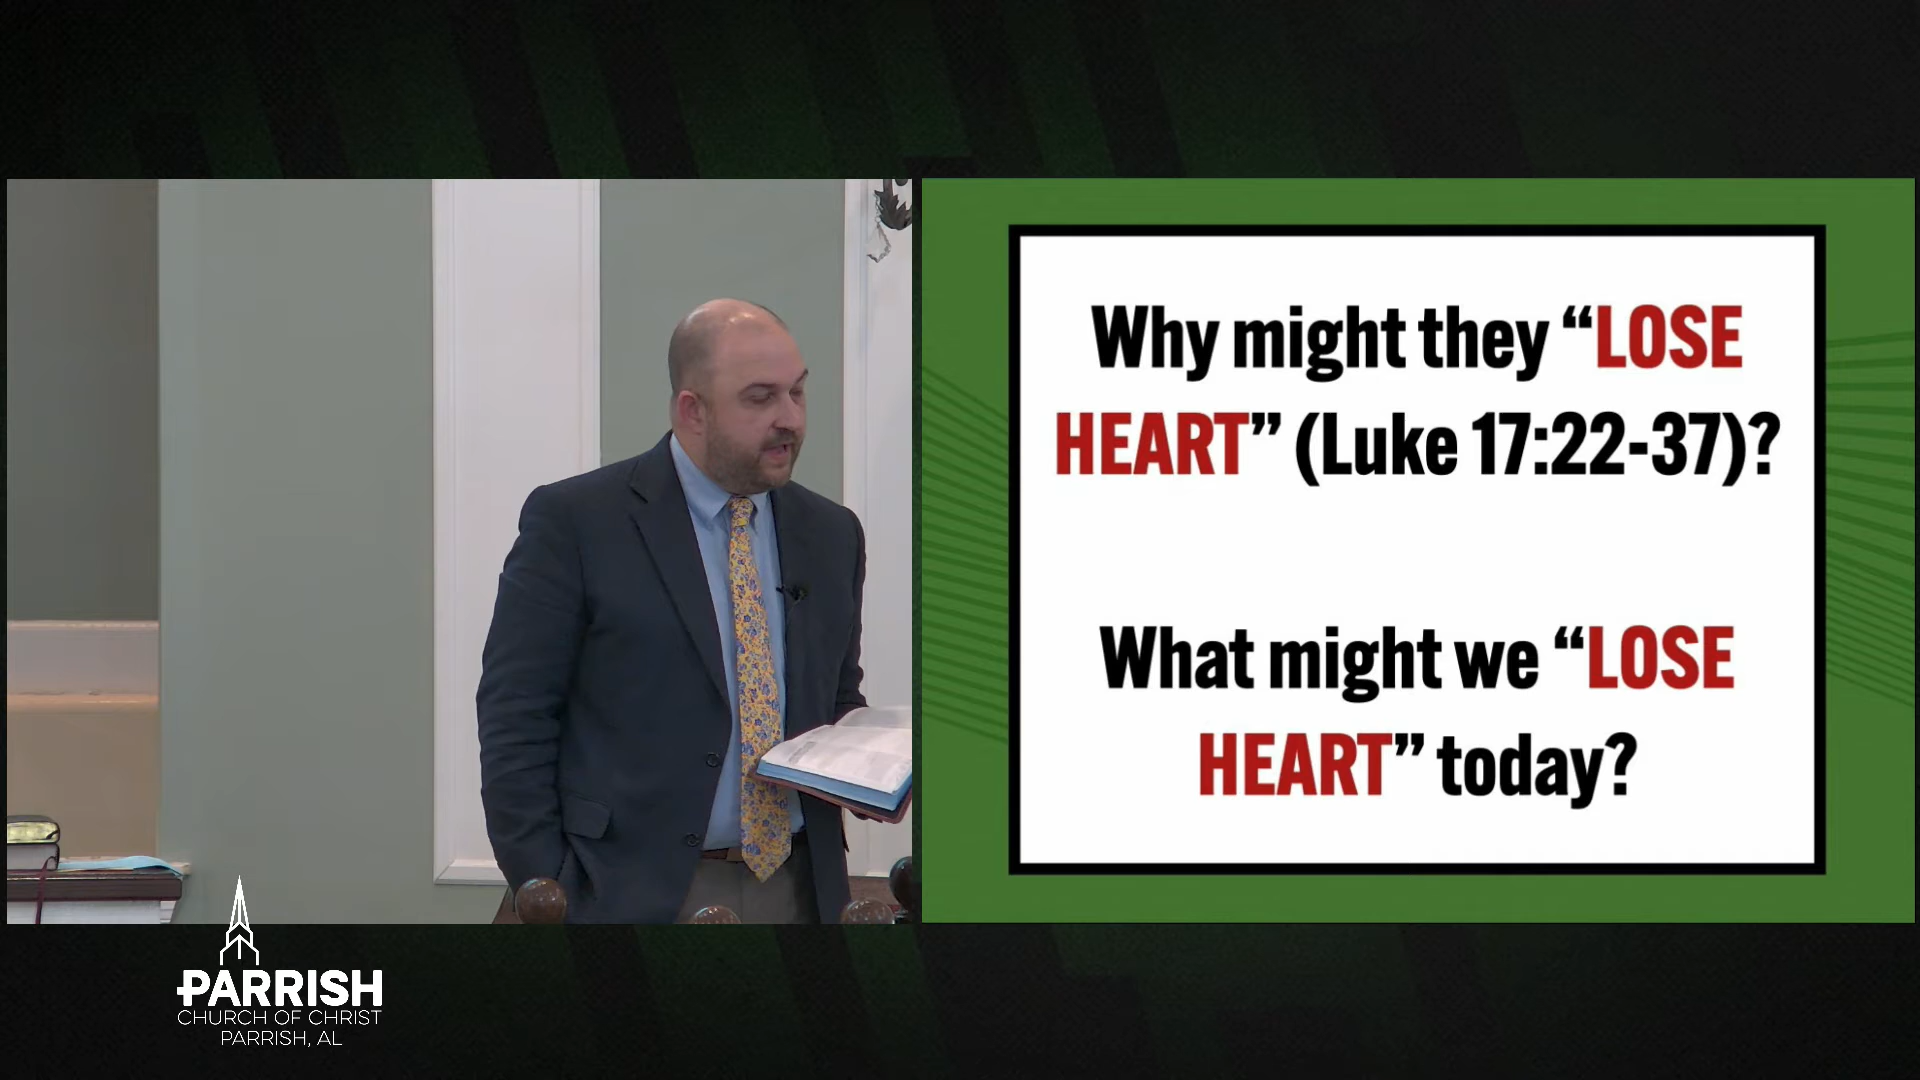 Why might they “LOSE
HEART” (Luke 17:22-37)?
What might we “LOSE
HEART” today?
PARRISH
CHURCH OF CHRIST
PARRISH, AL